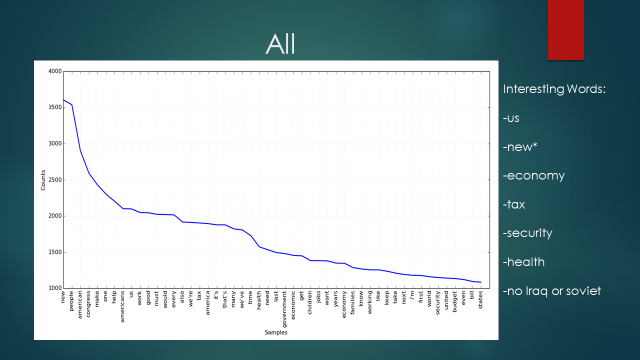 All
4000
3500
3000
2500
2000
1500
1000
Counts
new
people
american
congress
make
one
help
americans
us
work
good
must
would
every
also
we're
tax
america
it's
that's
many
we've
time
health
need
last
government
economic
get
children
jobs
want
years
economy
families
know
working
like
keep
take
next
i'm
first
world
security
united
budget
even
bill
states
Samples
Interesting Words:
-us
-new*
-economy
-tax
-security
-health
-no Iraq or soviet